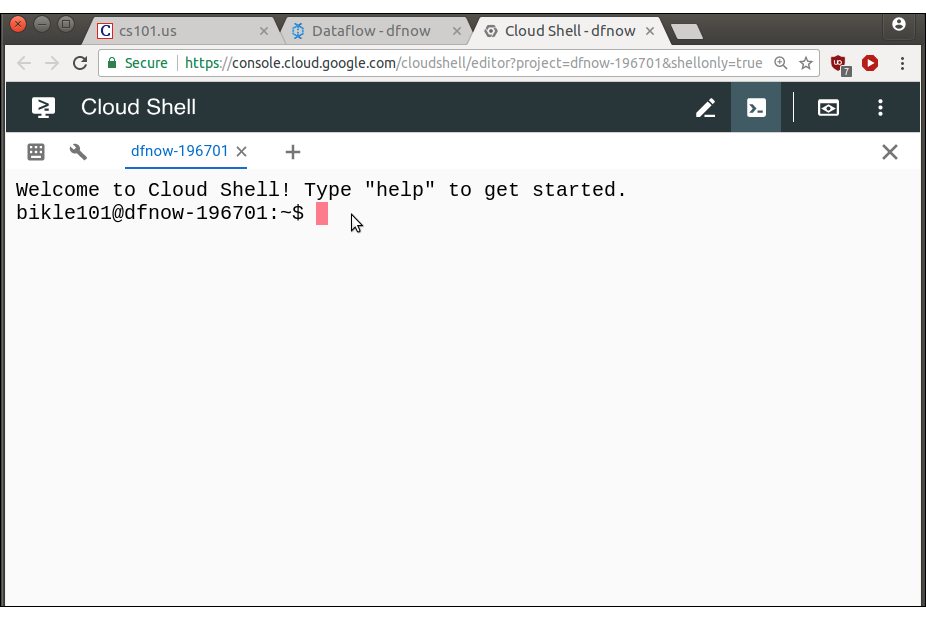 C cs101.us
Dataflow - dfnow
Cloud Shell - dfnow
Secure
https://console.cloud.google.com/cloudshell/editor?project=dfnow-196701&shellonly=true
7
Cloud Shell
dfnow-196701
Welcome to Cloud Shell! Type "help" to get started.
bikle101@dfnow-196701:~$